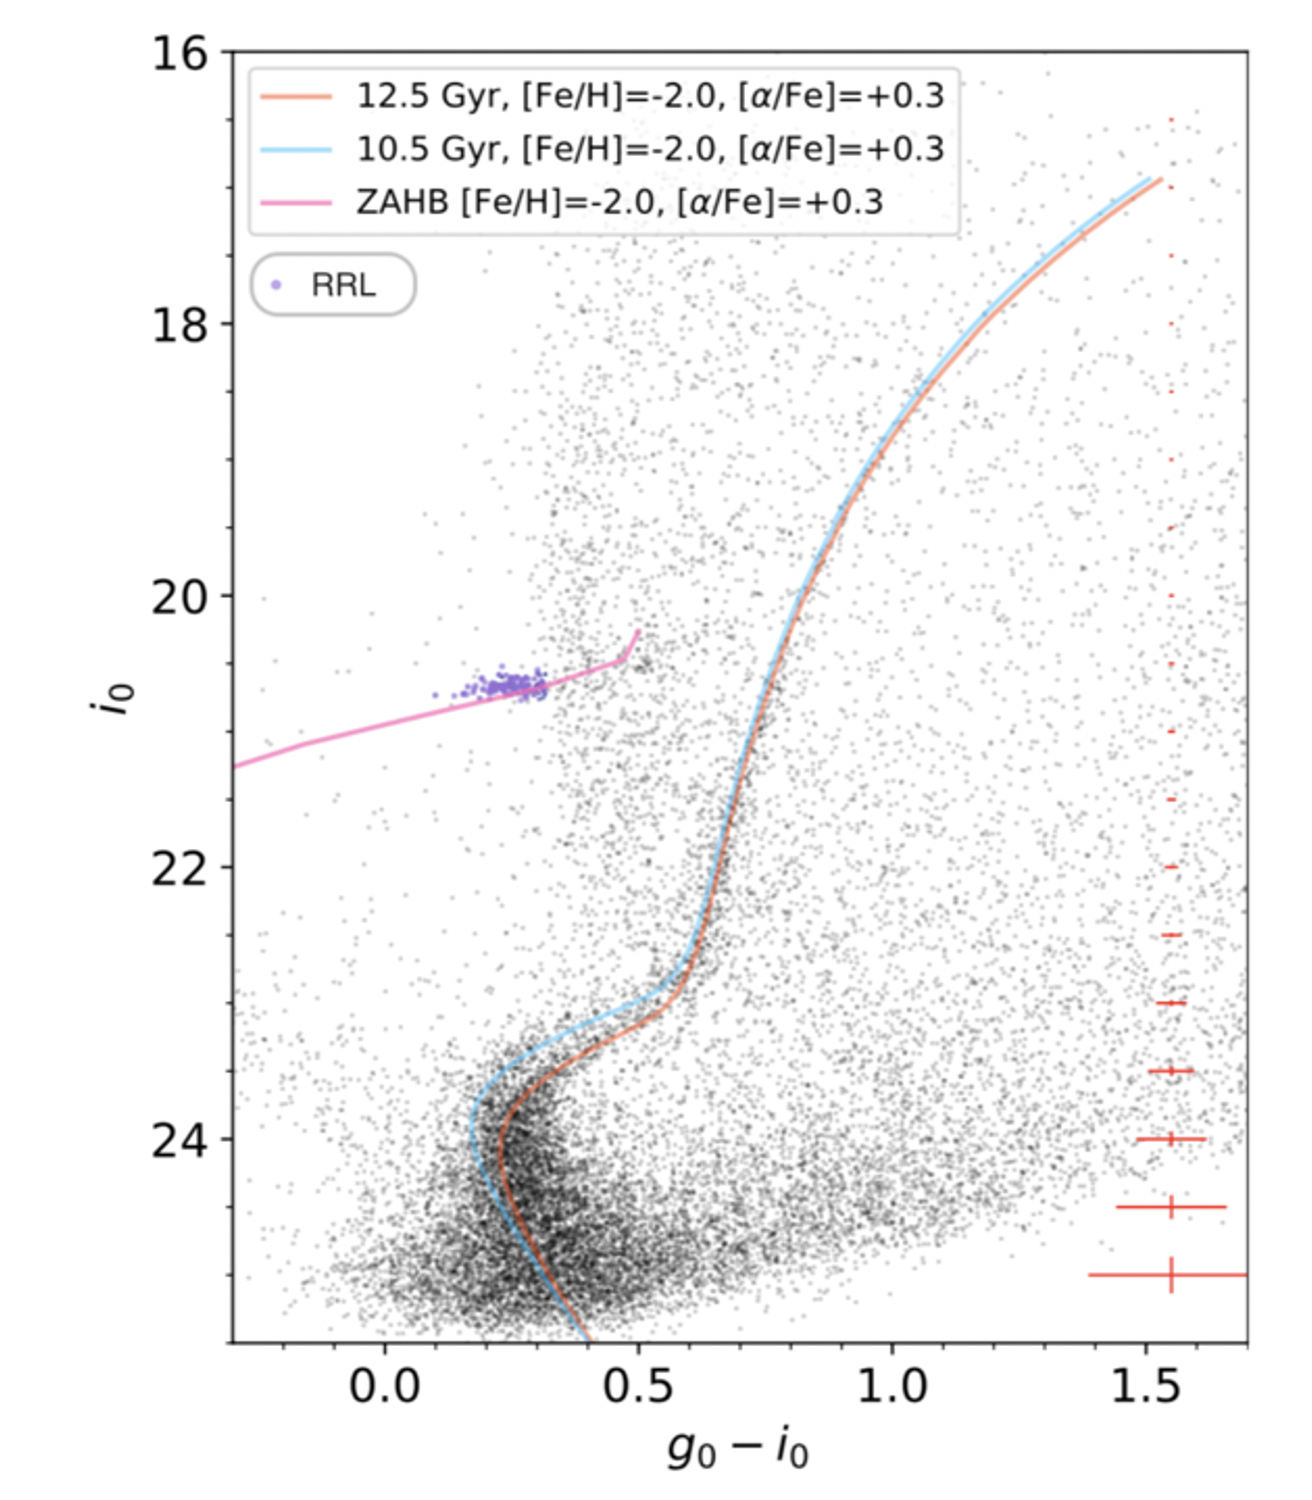 16
12.5 Gyr, [Fe/H]=-2.0, [α/Fe]=+0.3
10.5 Gyr, [Fe/H]=-2.0, [α/Fe]=+0.3
ZAHB [Fe/H]=-2.0, [α/Fe]=+0.3
RRL
18
20
i₀
22
24
0.0 0.5 1.0 1.5
g₀ − i₀